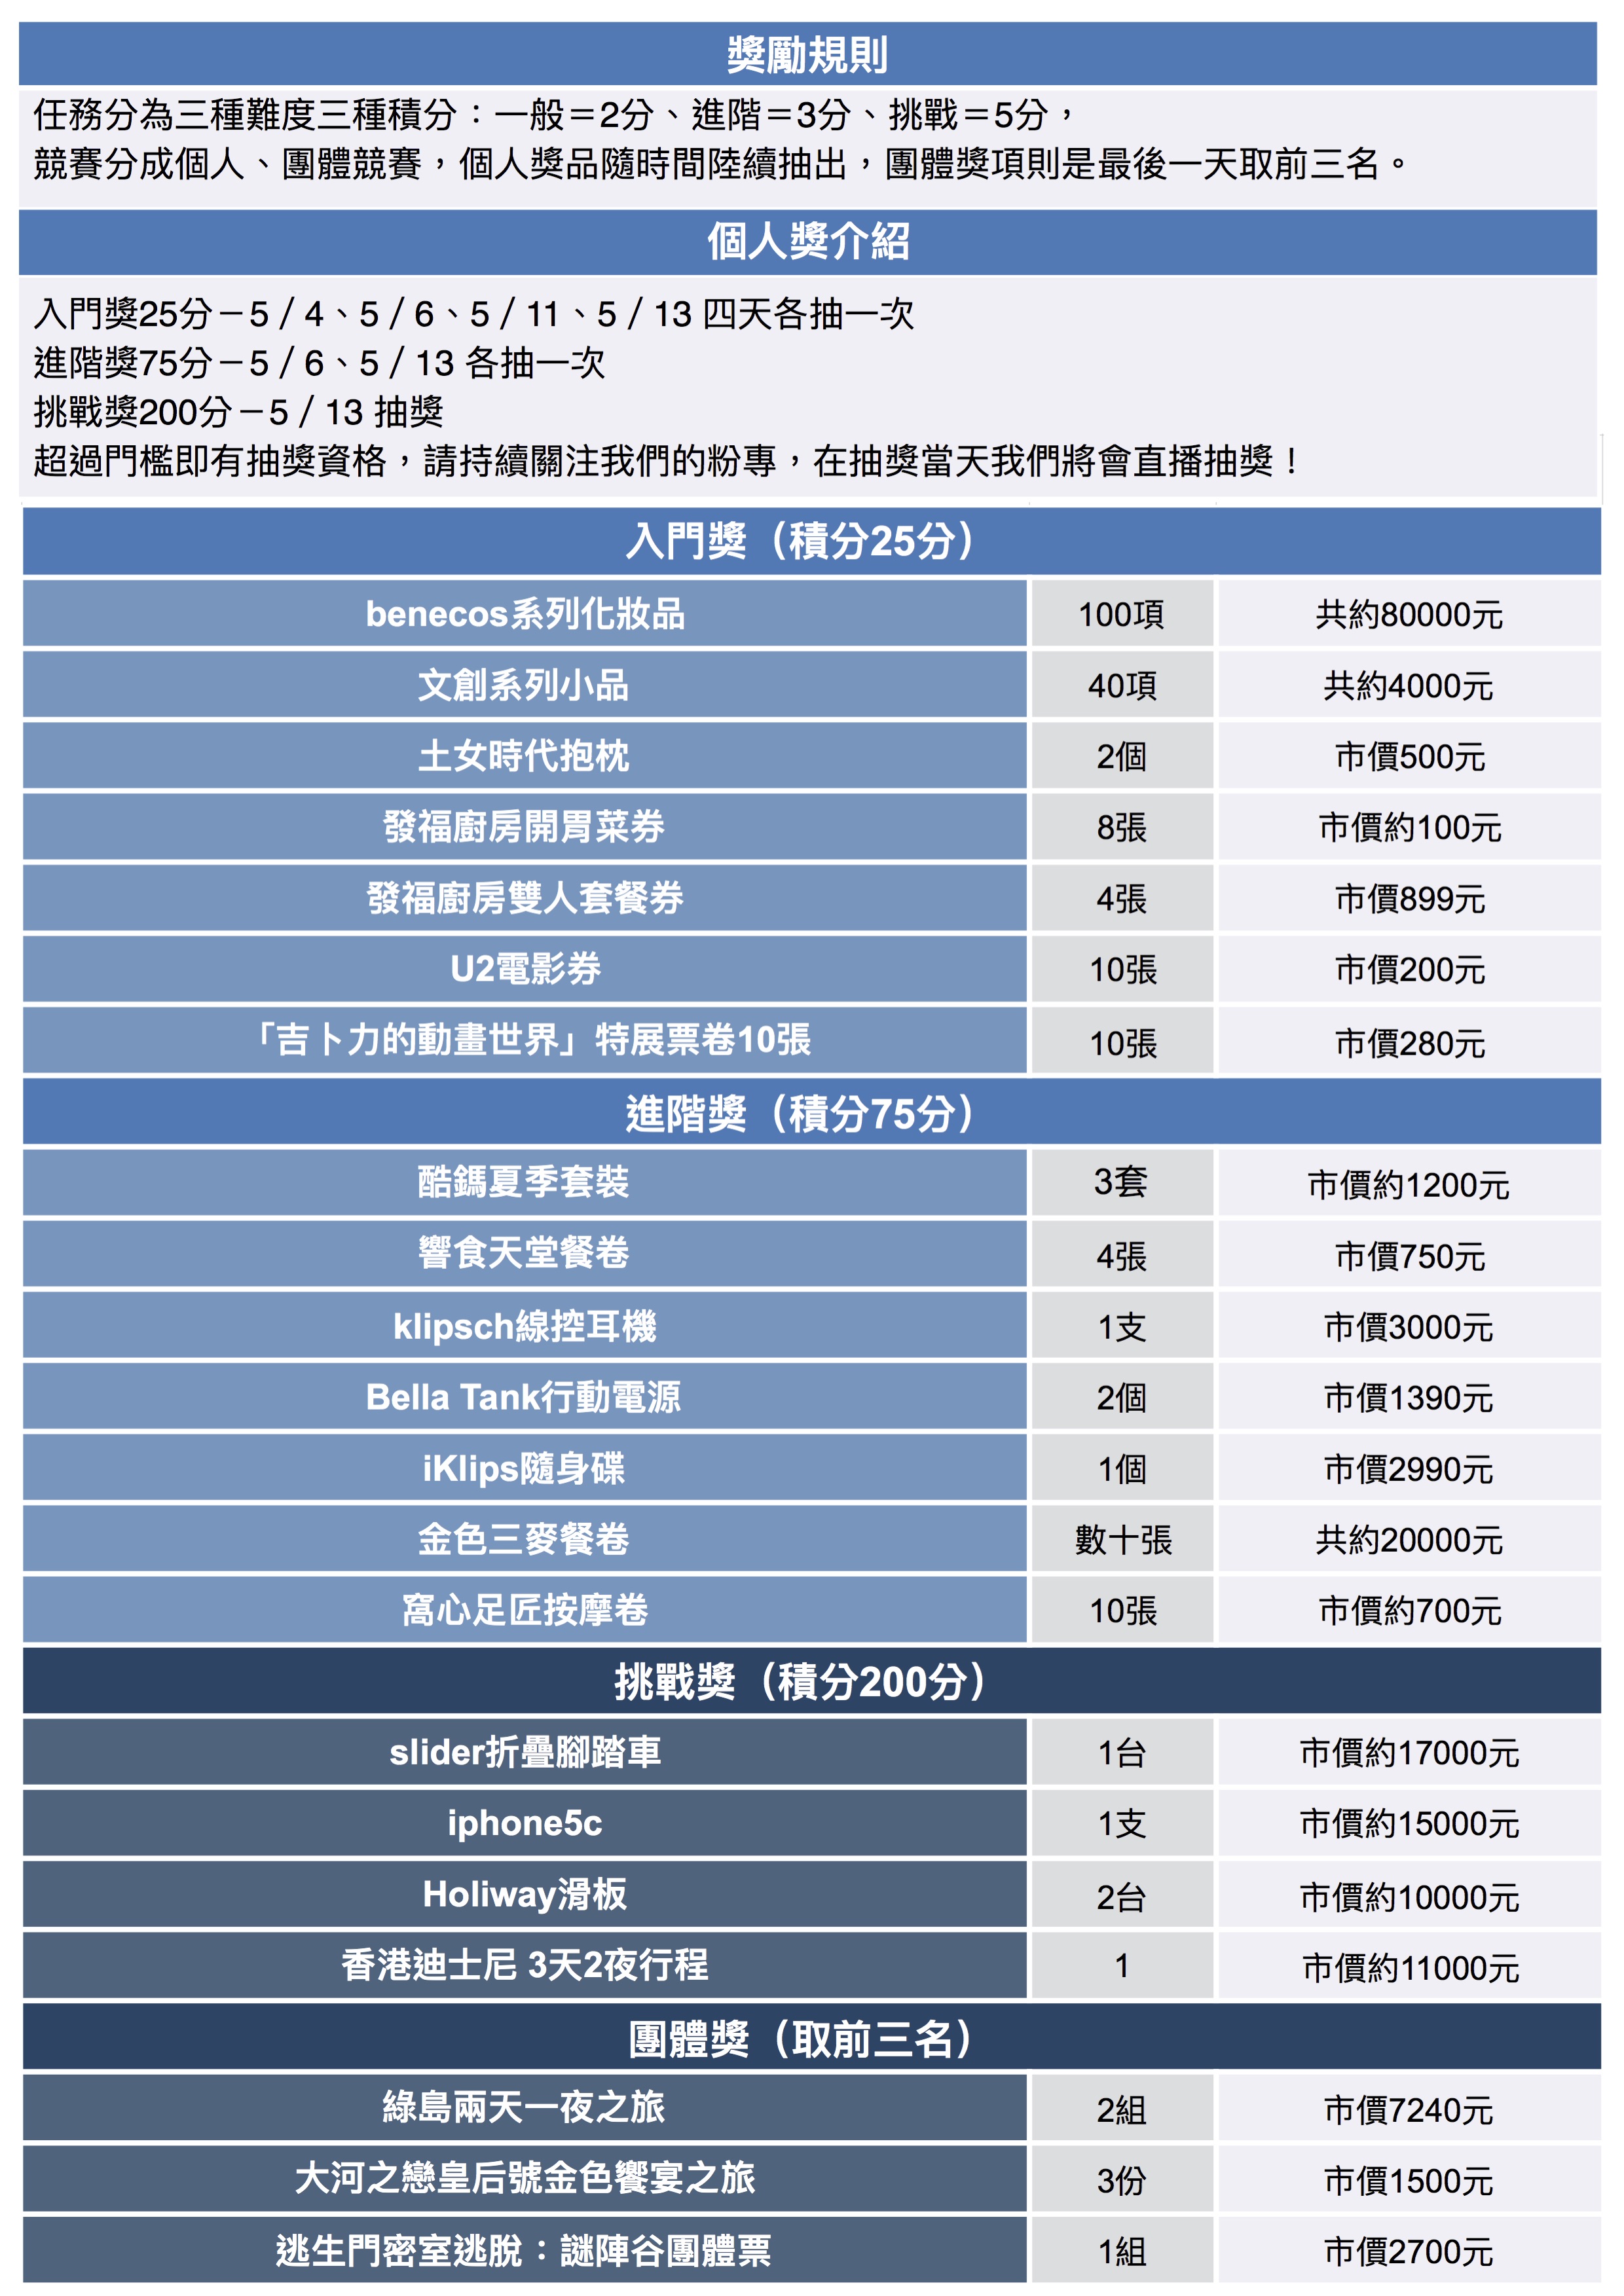 獎勵規則
任務分為三種難度三種積分：一般＝2分、進階＝3分、挑戰＝5分，
競賽分成個人、團體競賽，個人獎品隨時間陸續抽出，團體獎項則是最後一天取前三名。
個人獎介紹
入門獎25分－5 / 4、5 / 6、5 / 11、5 / 13 四天各抽一次
進階獎75分－5 / 6、5 / 13 各抽一次
挑戰獎200分－5 / 13 抽獎
超過門檻即有抽獎資格，請持續關注我們的粉專，在抽獎當天我們將會直播抽獎！
入門獎（積分25分）
benecos系列化妝品 100項 共約80000元
文創系列小品 40項 共約4000元
土女時代抱枕 2個 市價500元
發福廚房開胃菜券 8張 市價約100元
發福廚房雙人套餐券 4張 市價899元
U2電影券 10張 市價200元
「吉卜力的動畫世界」特展票卷10張 10張 市價280元
進階獎（積分75分）
酷鎷夏季套裝 3套 市價約1200元
響食天堂餐卷 4張 市價750元
klipsch線控耳機 1支 市價3000元
Bella Tank行動電源 2個 市價1390元
iKlips隨身碟 1個 市價2990元
金色三麥餐卷 數十張 共約20000元
窩心足匠按摩卷 10張 市價約700元
挑戰獎（積分200分）
slider折疊腳踏車 1台 市價約17000元
iphone5c 1支 市價約15000元
Holiway滑板 2台 市價約10000元
香港迪士尼 3天2夜行程 1 市價約11000元
團體獎（取前三名）
綠島兩天一夜之旅 2組 市價7240元
大河之戀皇后號金色饗宴之旅 3份 市價1500元
逃生門密室逃脫：謎陣谷團體票 1組 市價2700元